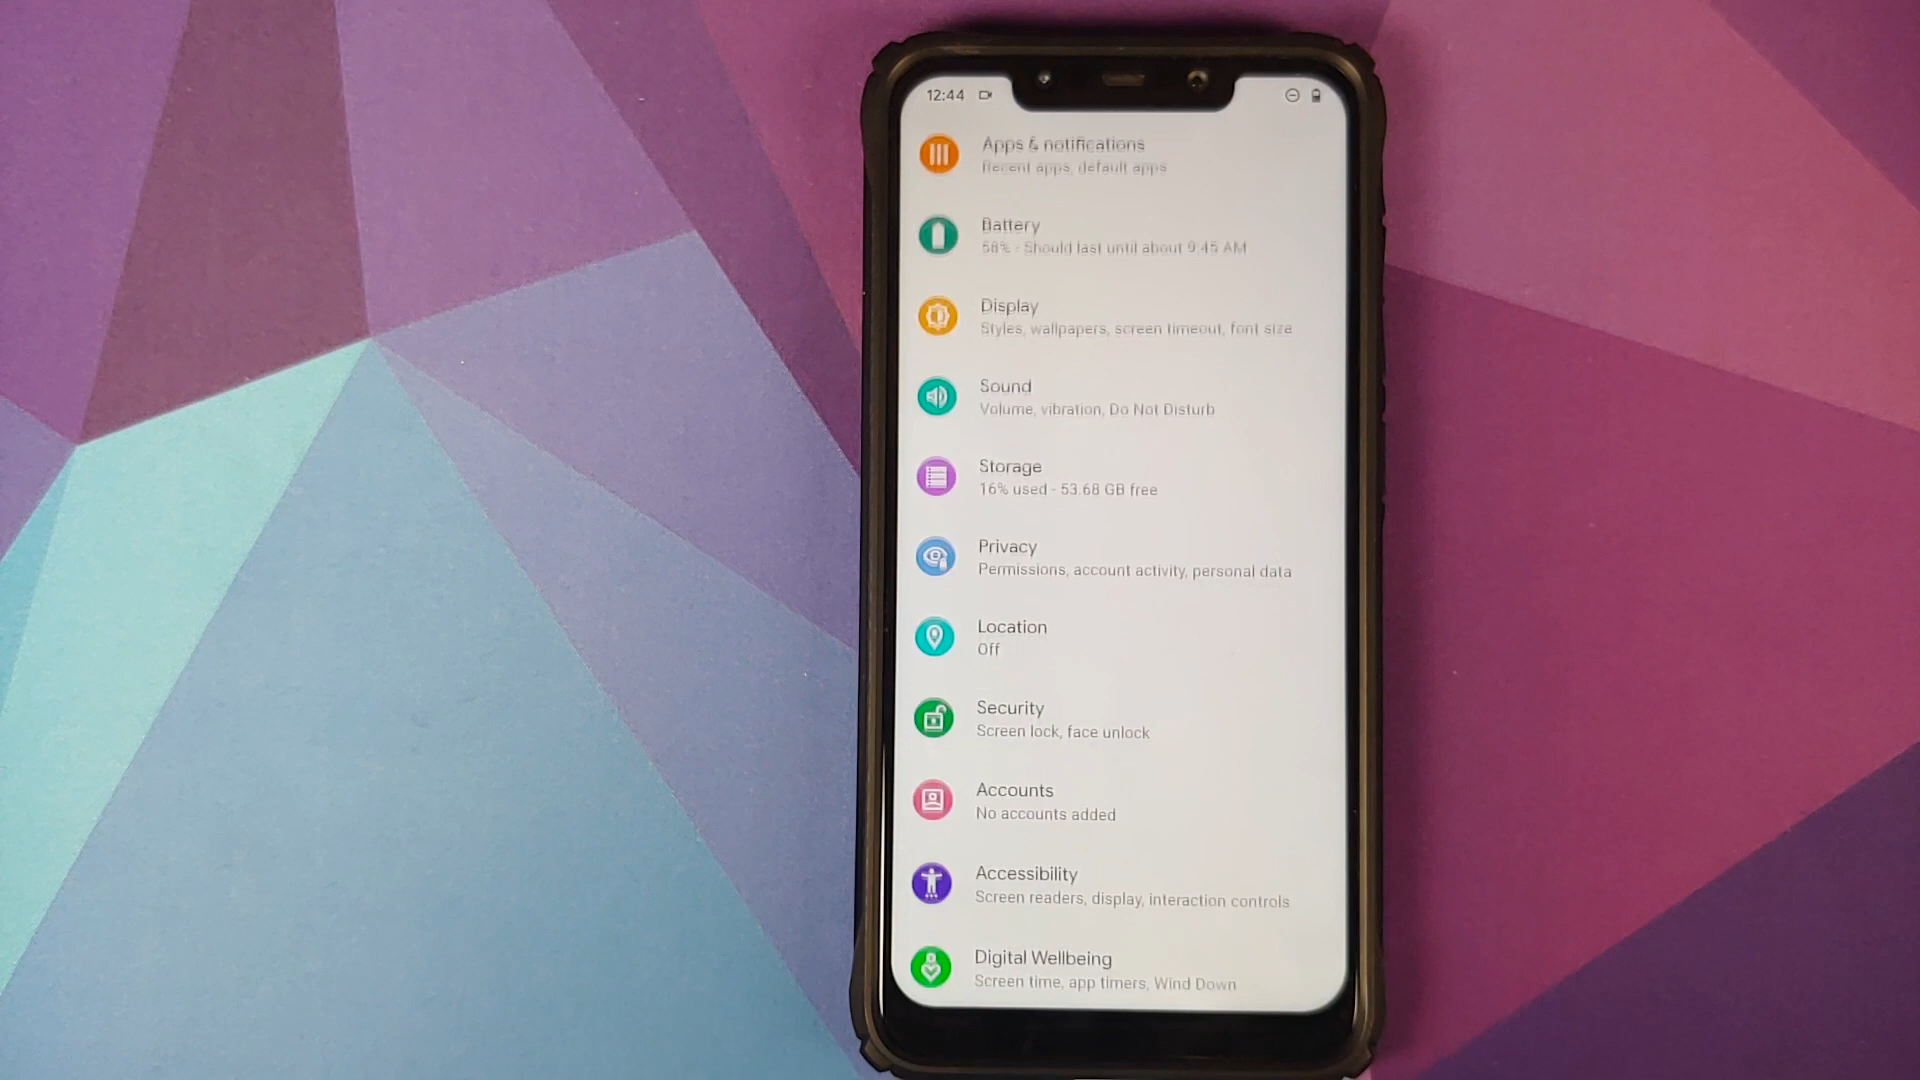 12:44
Apps & notifications
Recent apps, default apps
Battery
58% - Should last until about 9:45 AM
Display
Styles, wallpapers, screen timeout, font size
Sound
Volume, vibration, Do Not Disturb
Storage
16% used - 53.68 GB free
Privacy
Permissions, account activity, personal data
Location
Off
Security
Screen lock, face unlock
Accounts
No accounts added
Accessibility
Screen readers, display, interaction controls
Digital Wellbeing
Screen time, app timers, Wind Down